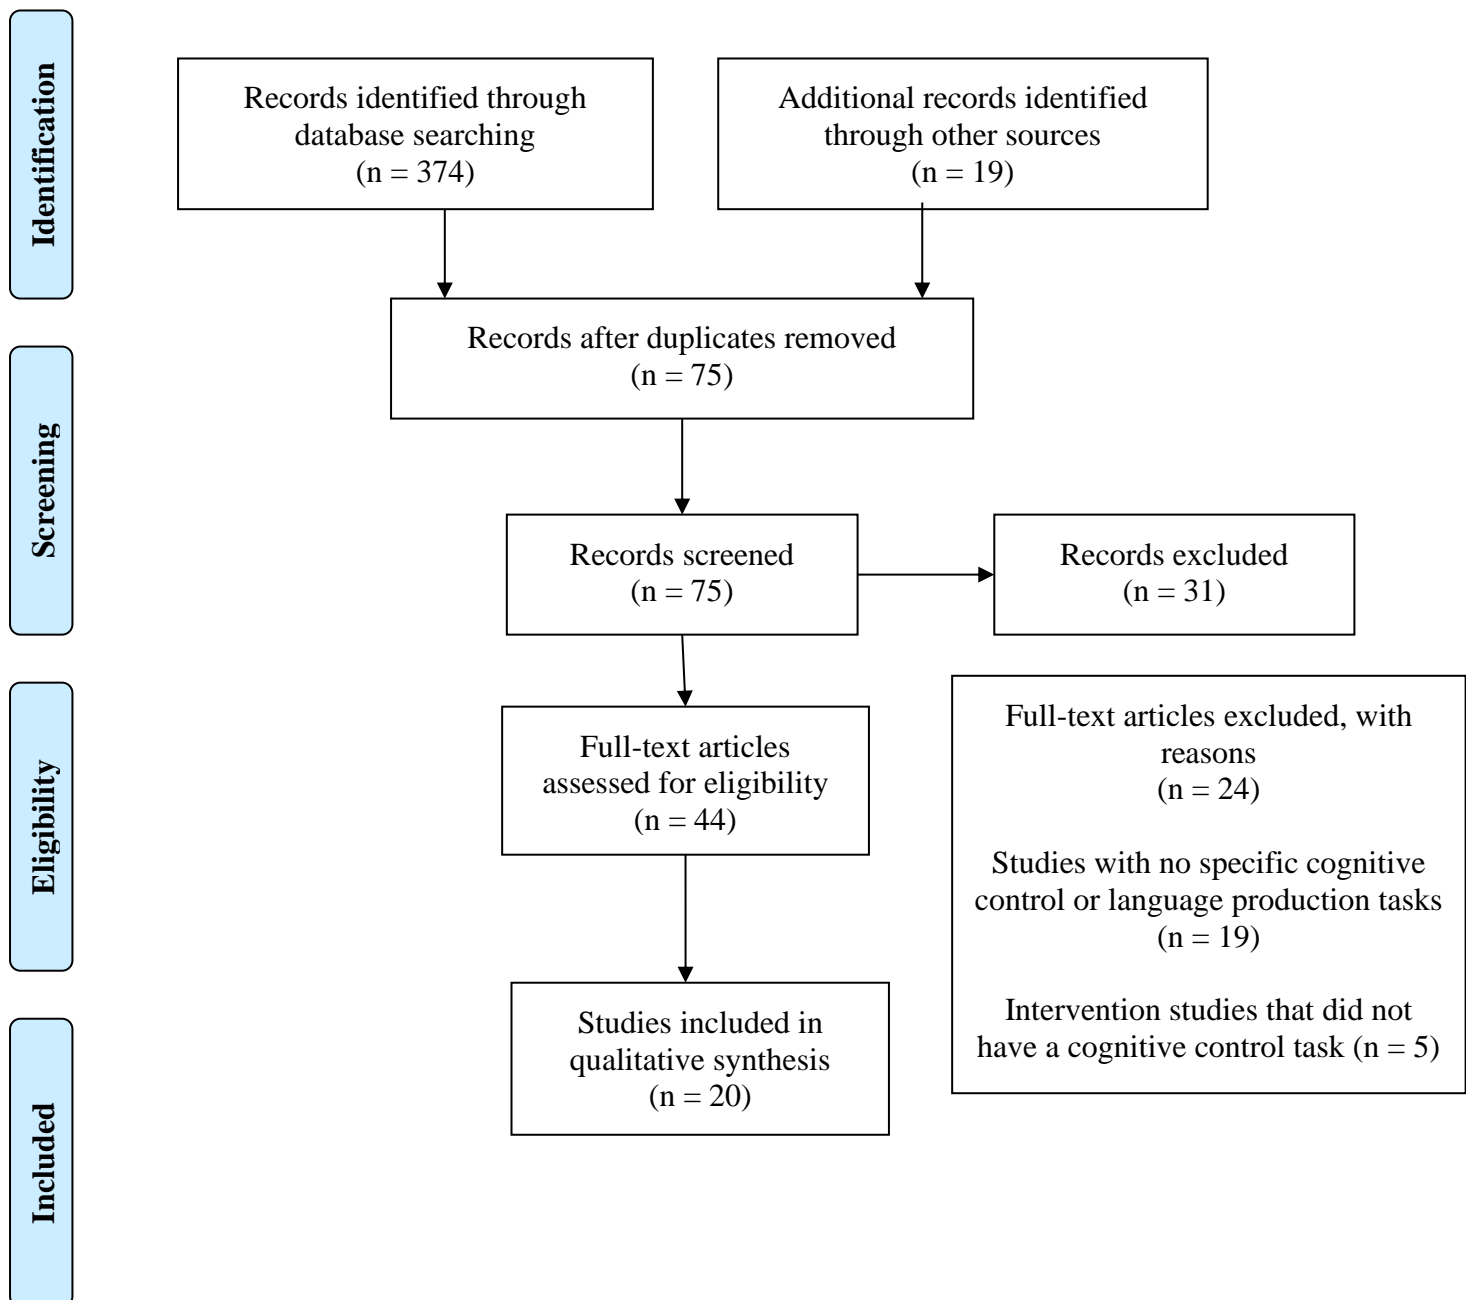 Identification
Records identified through
database searching
(n = 374)
Additional records identified
through other sources
(n = 19)
Records after duplicates removed
(n = 75)
Screening
Records screened
(n = 75)
Records excluded
(n = 31)
Eligibility
Full-text articles
assessed for eligibility
(n = 44)
Full-text articles excluded, with
reasons
(n = 24)
Studies with no specific cognitive
control or language production tasks
(n = 19)
Intervention studies that did not
have a cognitive control task (n = 5)
Included
Studies included in
qualitative synthesis
(n = 20)